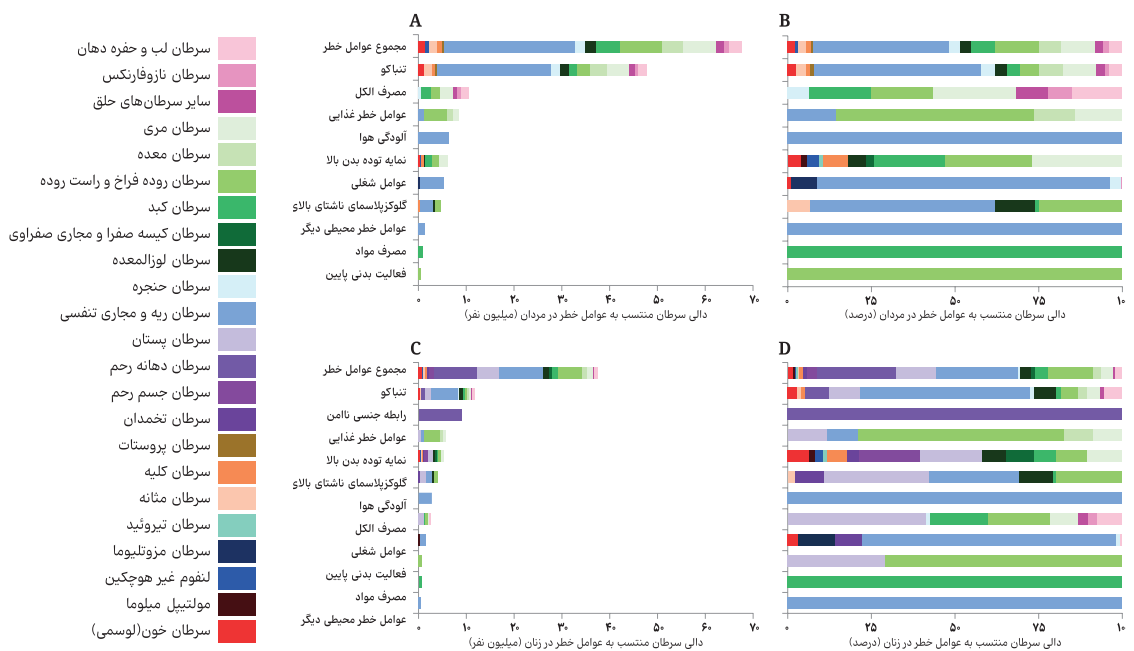 سرطان لب و حفره دهان
سرطان نازوفارنکس
سایر سرطان‌های حلق
سرطان مری
سرطان معده
سرطان روده فراخ و راست روده
سرطان کبد
سرطان کیسه صفرا و مجاری صفراوی
سرطان لوزالمعده
سرطان حنجره
سرطان ریه و مجاری تنفسی
سرطان پستان
سرطان دهانه رحم
سرطان جسم رحم
سرطان تخمدان
سرطان پروستات
سرطان کلیه
سرطان مثانه
سرطان تیروئید
سرطان مزوتلیوما
لنفوم غیر هوچکین
مولتیپل میلوما
سرطان خون(لوسمی)
A
مجموع عوامل خطر
تنباکو
مصرف الکل
عوامل خطر غذایی
آلودگی هوا
نمایه توده بدن بالا
عوامل شغلی
گلوکزپلاسمای ناشتای بالای
عوامل خطر محیطی دیگر
مصرف مواد
فعالیت بدنی پایین
۰ ۱۰ ۲۰ ۳۰ ۴۰ ۵۰ ۶۰ ۷۰
دالی سرطان منتسب به عوامل خطر در مردان (میلیون نفر)
B
۰ ۲۵ ۵۰ ۷۵ ۱۰
دالی سرطان منتسب به عوامل خطر در مردان (درصد)
C
مجموع عوامل خطر
تنباکو
رابطه جنسی ناامن
عوامل خطر غذایی
نمایه توده بدن بالا
گلوکزپلاسمای ناشتای بالای
آلودگی هوا
مصرف الکل
عوامل شغلی
فعالیت بدنی پایین
مصرف مواد
عوامل خطر محیطی دیگر
۰ ۱۰ ۲۰ ۳۰ ۴۰ ۵۰ ۶۰ ۷۰
دالی سرطان منتسب به عوامل خطر در زنان (میلیون نفر)
D
۰ ۲۵ ۵۰ ۷۵ ۱۰
دالی سرطان منتسب به عوامل خطر در زنان (درصد)